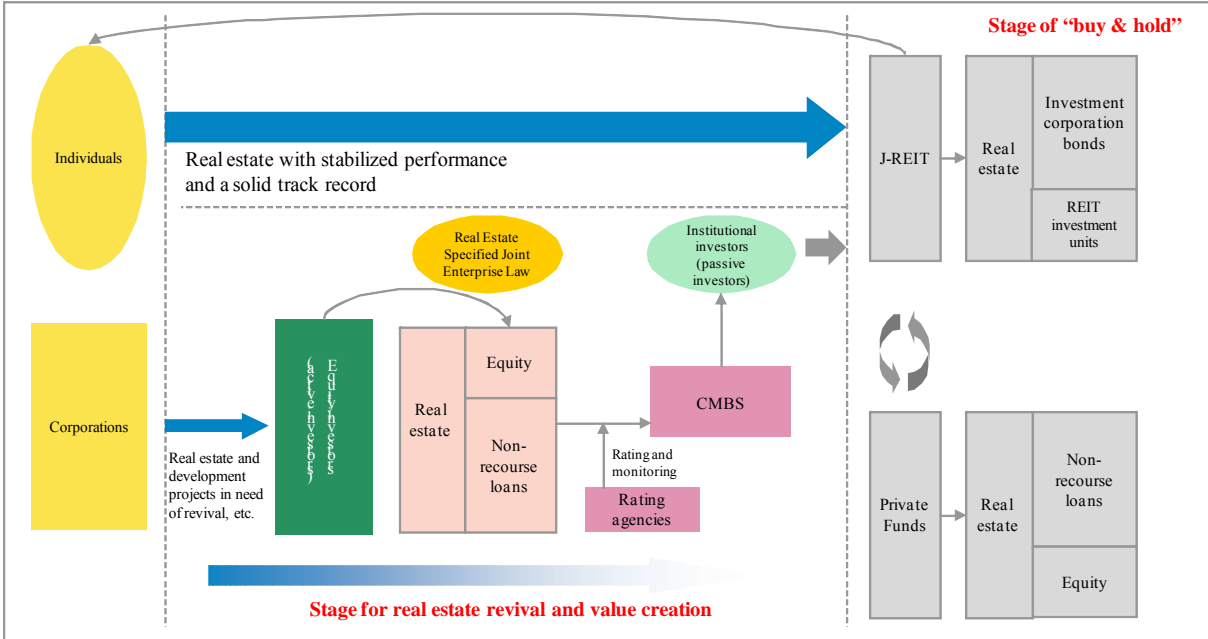 Stage of “buy & hold”
Individuals
Real estate with stabilized performance
and a solid track record
J-REIT
Real
estate
Investment
corporation
bonds
REIT
investment
units
Real Estate
Specified Joint
Enterprise Law
Institutional
investors
(passive
investors)
Corporations
Real estate and
development
projects in need
of revival, etc.
Equity investors
(active investors)
Real
estate
Equity
Non-
recourse
loans
CMBS
Rating and
monitoring
Rating
agencies
Private
Funds
Real
estate
Non-
recourse
loans
Equity
Stage for real estate revival and value creation